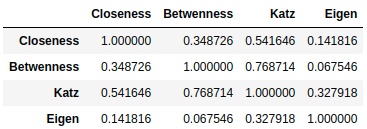 Closeness Betwenness Katz Eigen
Closeness 1.000000 0.348726 0.541646 0.141816
Betwenness 0.348726 1.000000 0.768714 0.067546
Katz 0.541646 0.768714 1.000000 0.327918
Eigen 0.141816 0.067546 0.327918 1.000000